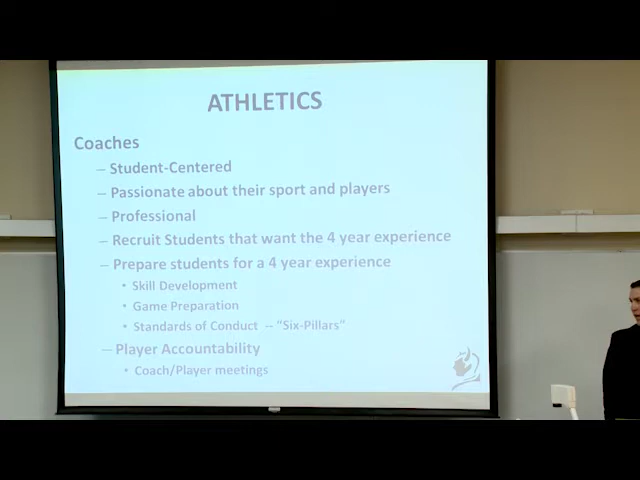 ATHLETICS
Coaches
– Student-Centered
– Passionate about their sport and players
– Professional
– Recruit Students that want the 4 year experience
– Prepare students for a 4 year experience
• Skill Development
• Game Preparation
• Standards of Conduct -- “Six-Pillars”
– Player Accountability
• Coach/Player meetings